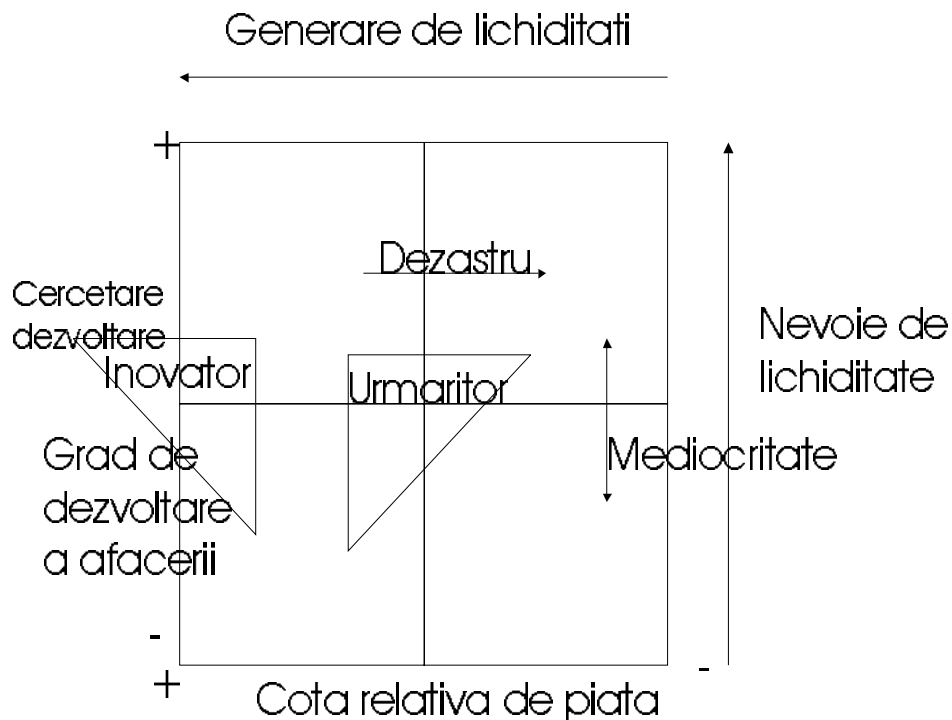 Generare de lichiditati
+
Dezastru
Cercetare
dezvoltare
Inovator
Urmaritor
Nevoie de
lichiditate
Grad de
dezvoltare
a afacerii
Mediocritate
-
-
+
Cota relativa de piata